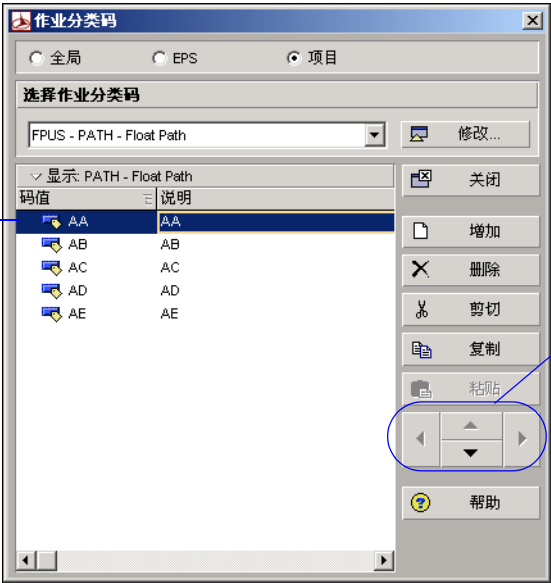 作业分类码
全局 EPS 项目
选择作业分类码
FPUS - PATH - Float Path 修改...
显示: PATH - Float Path 关闭
码值 说明
AA AA 增加
AB AB
AC AC 删除
AD AD
AE AE 剪切
复制
粘贴
帮助